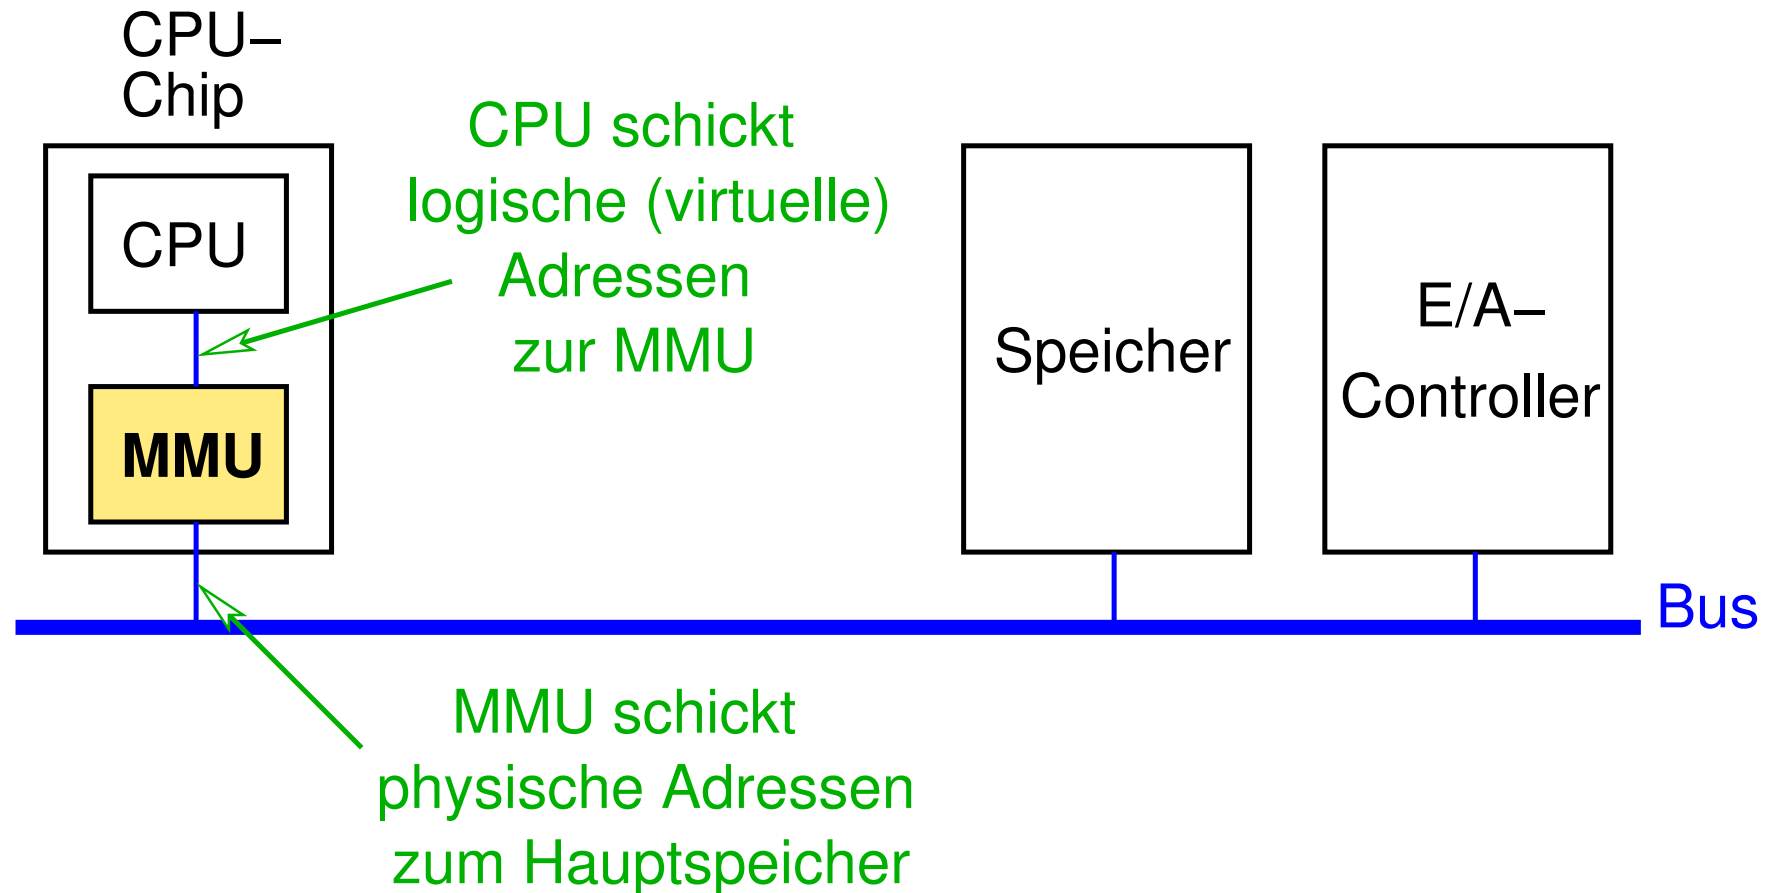 CPU–
Chip
CPU schickt
logische (virtuelle)
Adressen
zur MMU
CPU
MMU
Speicher
E/A–
Controller
Bus
MMU schickt
physische Adressen
zum Hauptspeicher